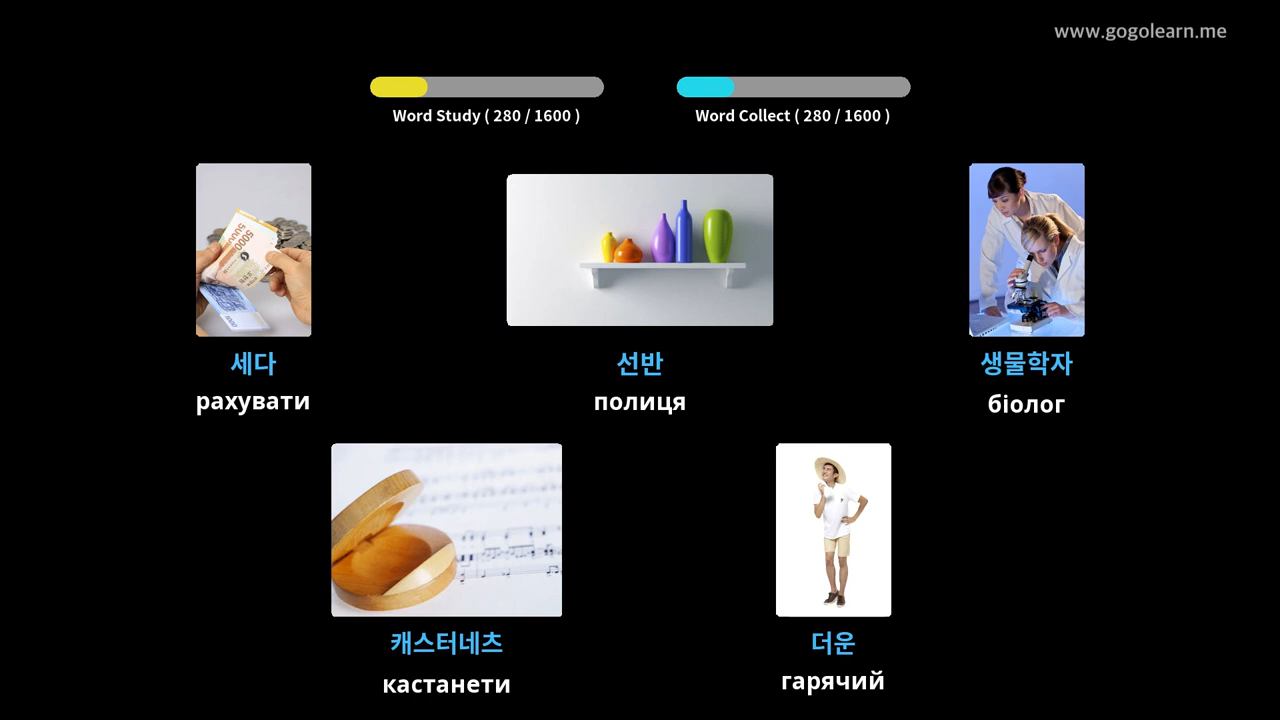 www.gogolearn.me
Word Study ( 280 / 1600 )
Word Collect ( 280 / 1600 )
세다
рахувати
선반
полиця
생물학자
біолог
캐스터네츠
кастанети
더운
гарячий